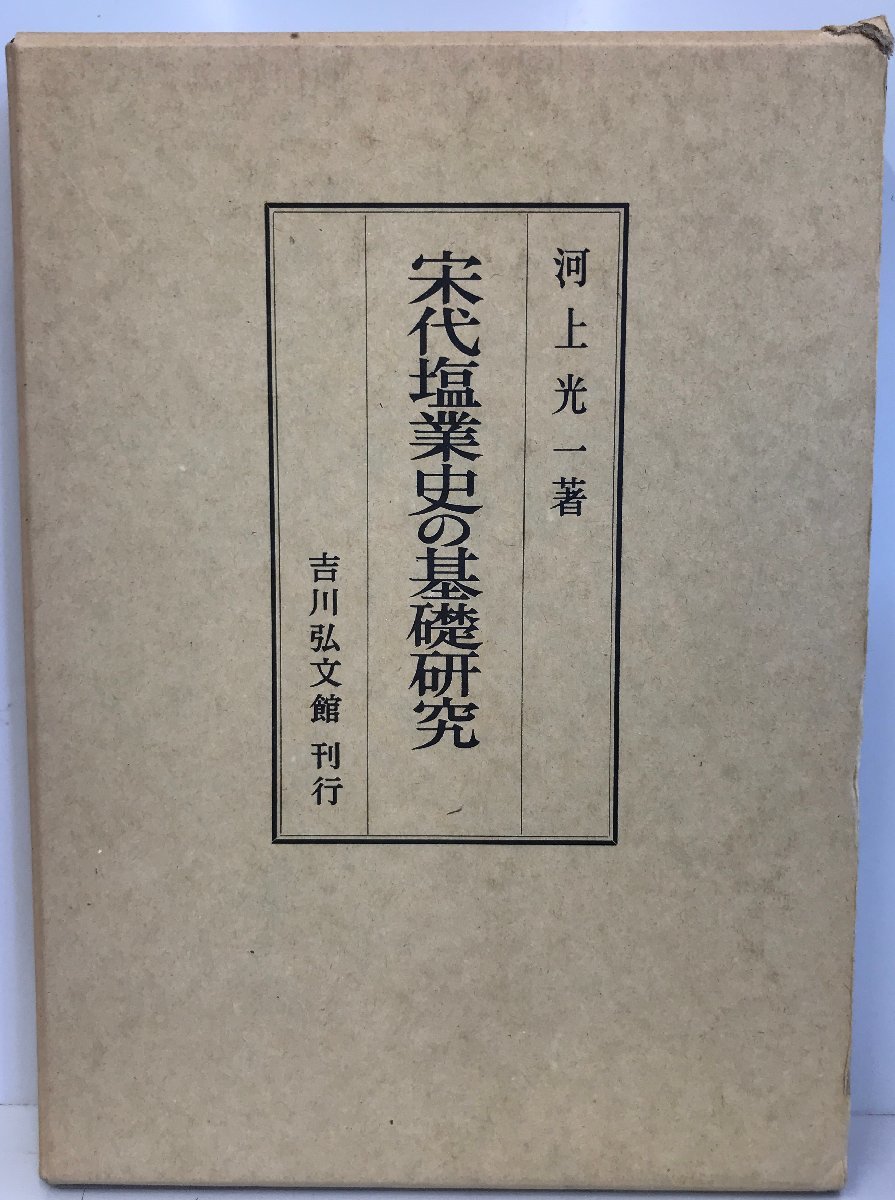 河上光一著
宋代塩業史の基礎研究
吉川弘文館 刊行